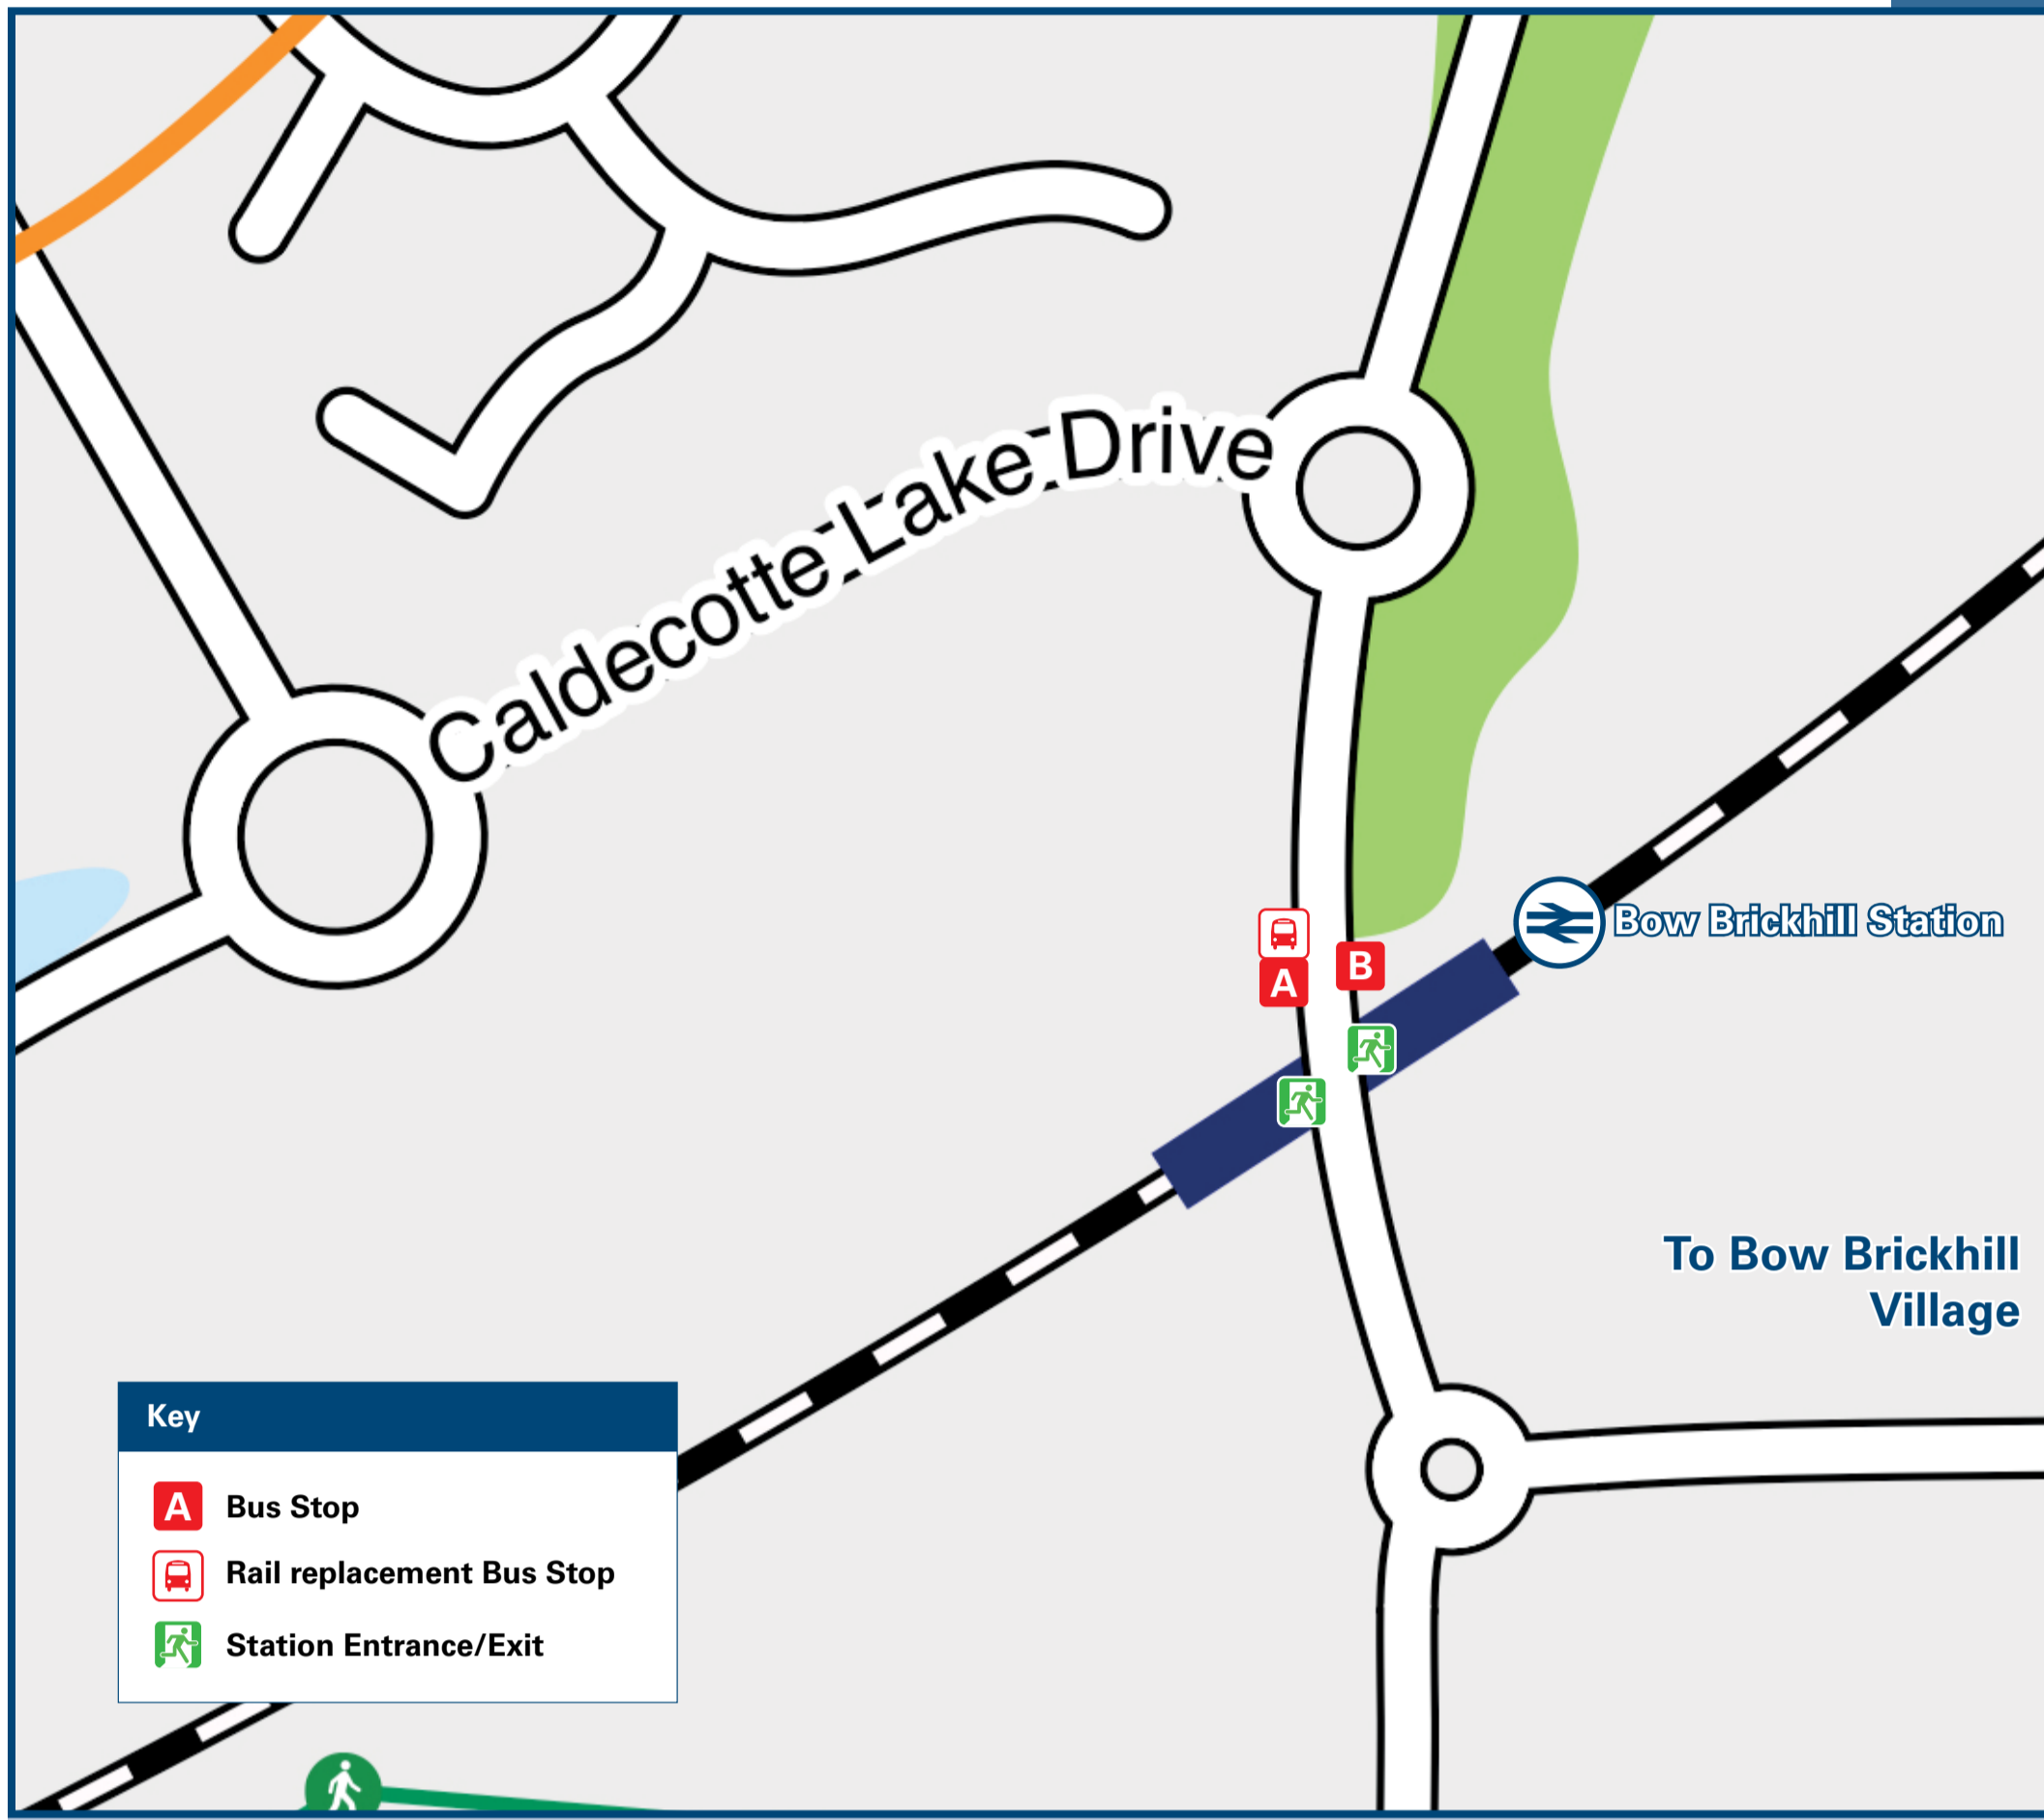 Caldecotte Lake Drive
Bow Brickhill Station
A
B
To Bow Brickhill
Village
Key
A Bus Stop
Rail replacement Bus Stop
Station Entrance/Exit